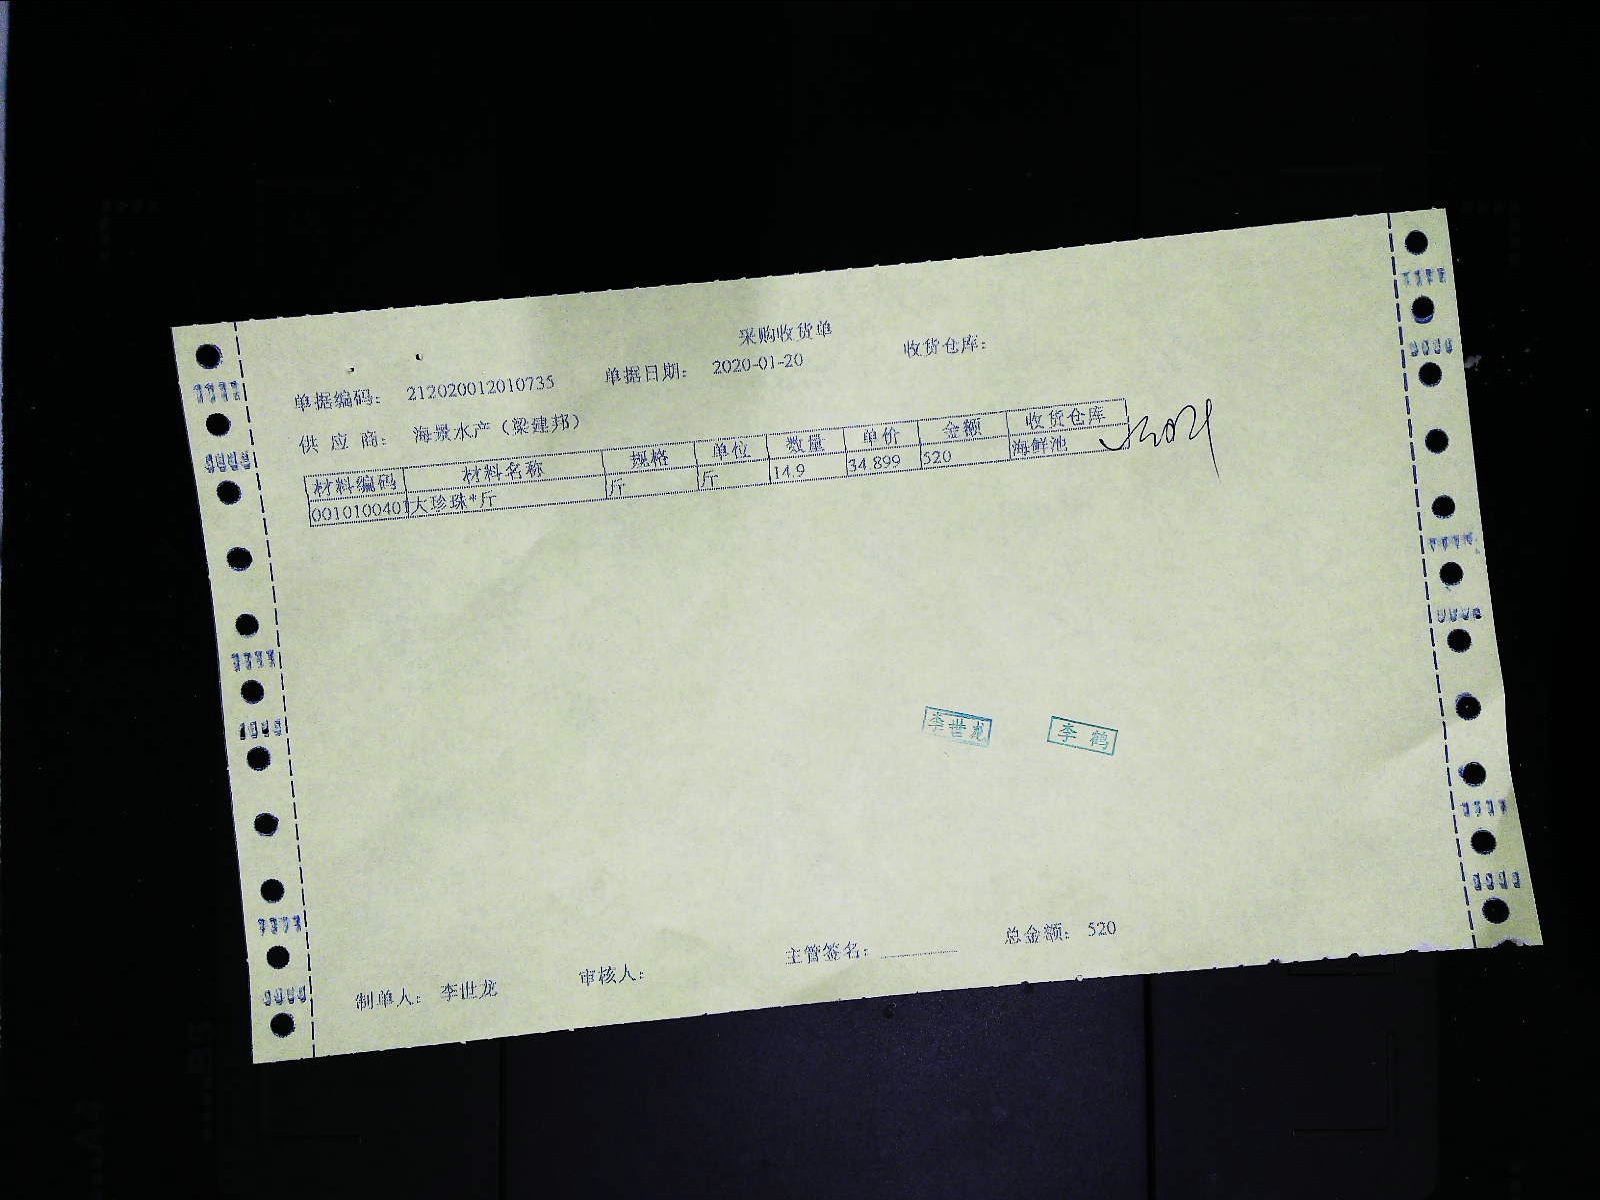 采购收货单
单据编码： 212020012010735 单据日期： 2020-01-20 收货仓库：
供 应 商： 海景水产（梁建邦）
材料编码 材料名称 规格 单位 数量 单价 金额 收货仓库
0010100401 大珍珠*斤 斤 斤 14.9 34.899 520 海鲜池
李世龙 李鹤
制单人： 李世龙 审核人： 主管签名： 总金额： 520